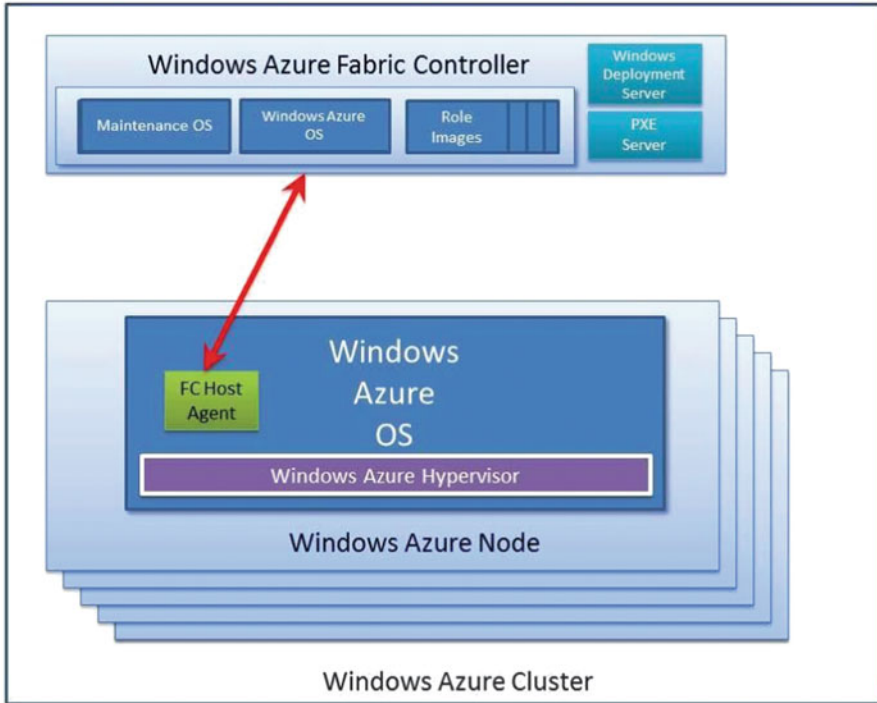 Windows Azure Fabric Controller
Maintenance OS
Windows Azure
OS
Role
Images
Windows
Deployment
Server
PXE
Server
FC Host
Agent
Windows
Azure
OS
Windows Azure Hypervisor
Windows Azure Node
Windows Azure Cluster